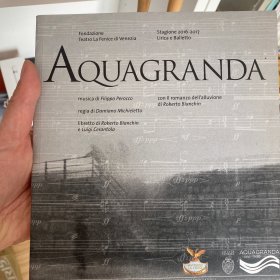 Fondazione
Teatro La Fenice di Venezia
Stagione 2016-2017
Lirica e Balletto
AQUAGRANDA
musica di Filippo Perocco
regia di Damiano Michieletto
libretto di Roberto Bianchin
e Luigi Cerantola
con il romanzo dell'alluvione
di Roberto Bianchin
AQUAGRANDA